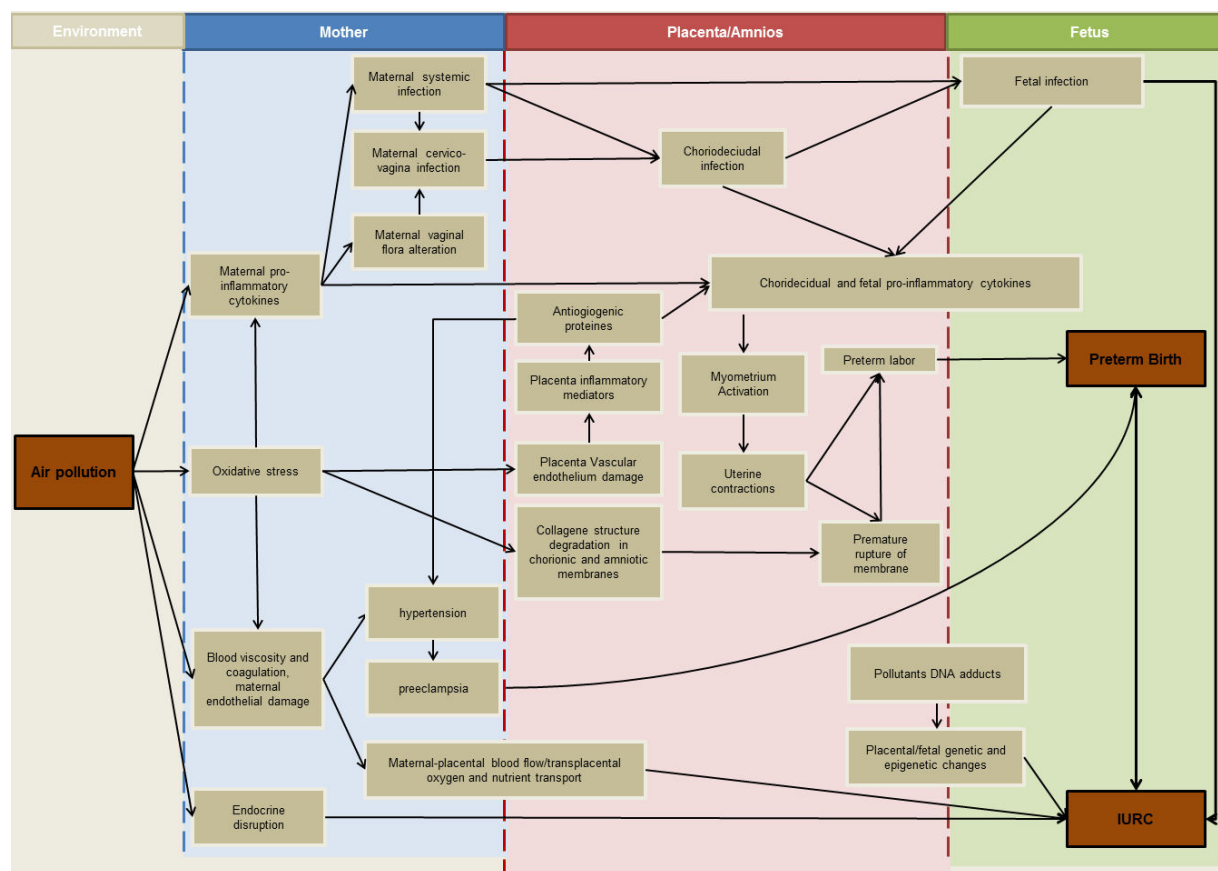 Environment
Mother
Placenta/Amnios
Fetus
Maternal systemic
infection
Fetal infection
Maternal cervico-
vagina infection
Choriodeciudal
infection
Maternal vaginal
flora alteration
Maternal pro-
inflammatory
cytokines
Choridecidual and fetal pro-inflammatory cytokines
Antiogiogenic
proteines
Preterm labor
Preterm Birth
Placenta inflammatory
mediators
Myometrium
Activation
Air pollution
Oxidative stress
Placenta Vascular
endothelium damage
Uterine
contractions
Collagene structure
degradation in
chorionic and amniotic
membranes
Premature
rupture of
membrane
hypertension
Blood viscosity and
coagulation,
maternal
endothelial damage
preeclampsia
Pollutants DNA adducts
Maternal-placental blood flow/transplacental
oxygen and nutrient transport
Placental/fetal genetic and
epigenetic changes
Endocrine
disruption
IURC